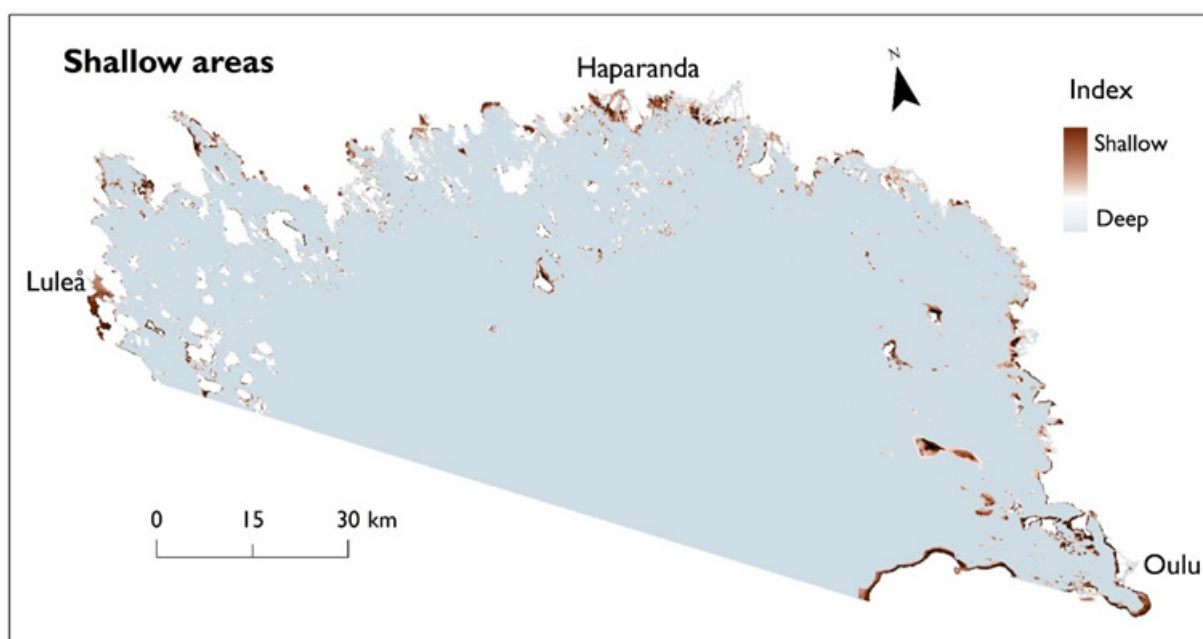 Shallow areas
Haparanda
N
Index
Shallow
Deep
Luleå
0 15 30 km
Oulu